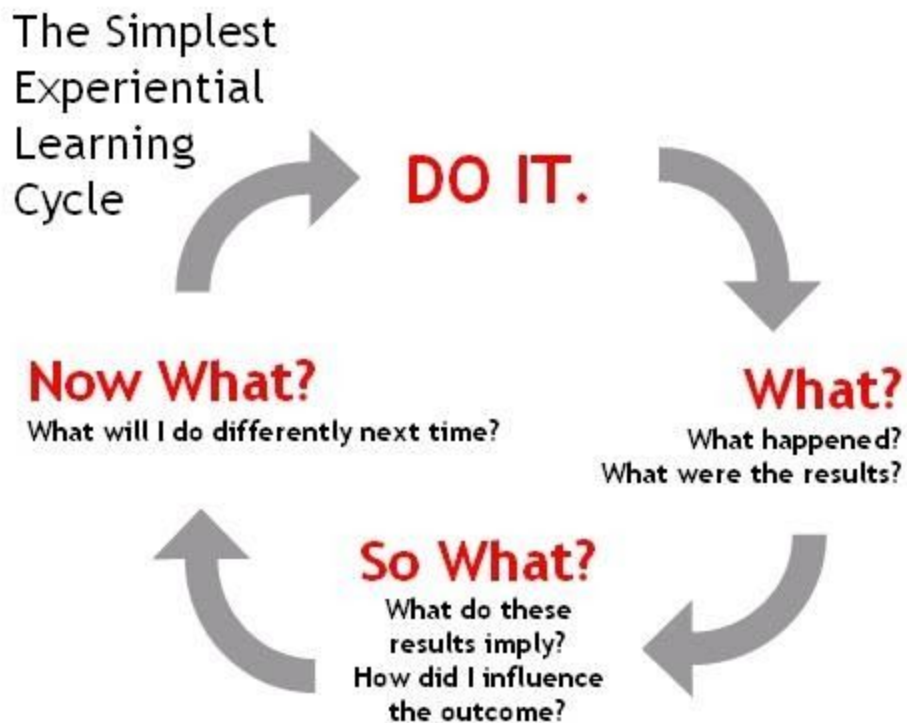 The Simplest
Experiential
Learning
Cycle
DO IT.
What?
What happened?
What were the results?
So What?
What do these
results imply?
How did I influence
the outcome?
Now What?
What will I do differently next time?